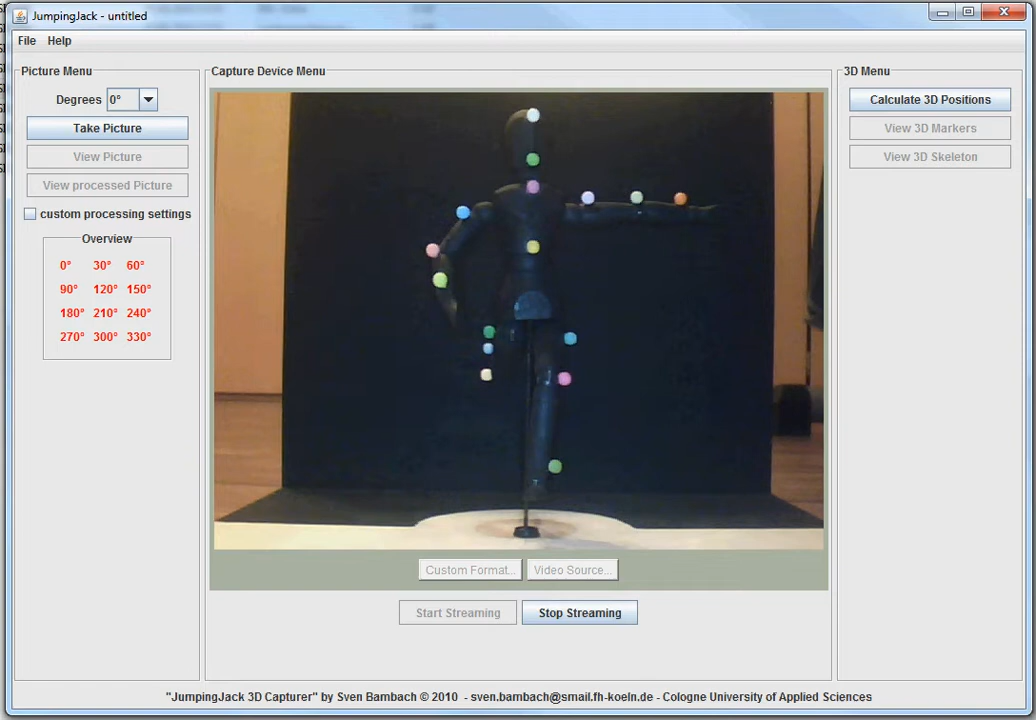 JumpingJack - untitled
File Help
Picture Menu
Degrees 0°
Take Picture
View Picture
View processed Picture
custom processing settings
Overview
0° 30° 60°
90° 120° 150°
180° 210° 240°
270° 300° 330°
Capture Device Menu
Custom Format... Video Source...
Start Streaming Stop Streaming
3D Menu
Calculate 3D Positions
View 3D Markers
View 3D Skeleton
"JumpingJack 3D Capturer" by Sven Bambach © 2010 - sven.bambach@smail.fh-koeln.de - Cologne University of Applied Sciences